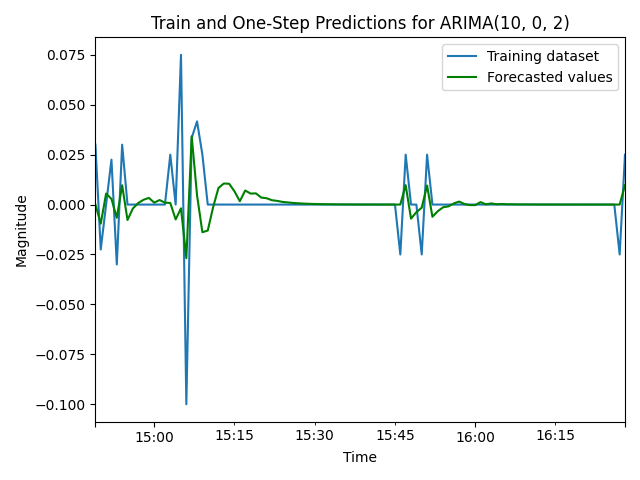 Train and One-Step Predictions for ARIMA(10, 0, 2)
Training dataset
Forecasted values
0.075
0.050
0.025
0.000
−0.025
−0.050
−0.075
−0.100
Magnitude
15:00
15:15
15:30
15:45
16:00
16:15
Time